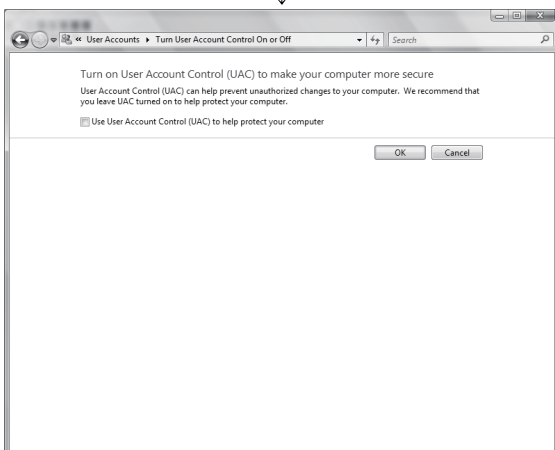 « User Accounts ▸ Turn User Account Control On or Off
Search
Turn on User Account Control (UAC) to make your computer more secure
User Account Control (UAC) can help prevent unauthorized changes to your computer. We recommend that
you leave UAC turned on to help protect your computer.
Use User Account Control (UAC) to help protect your computer
OK
Cancel